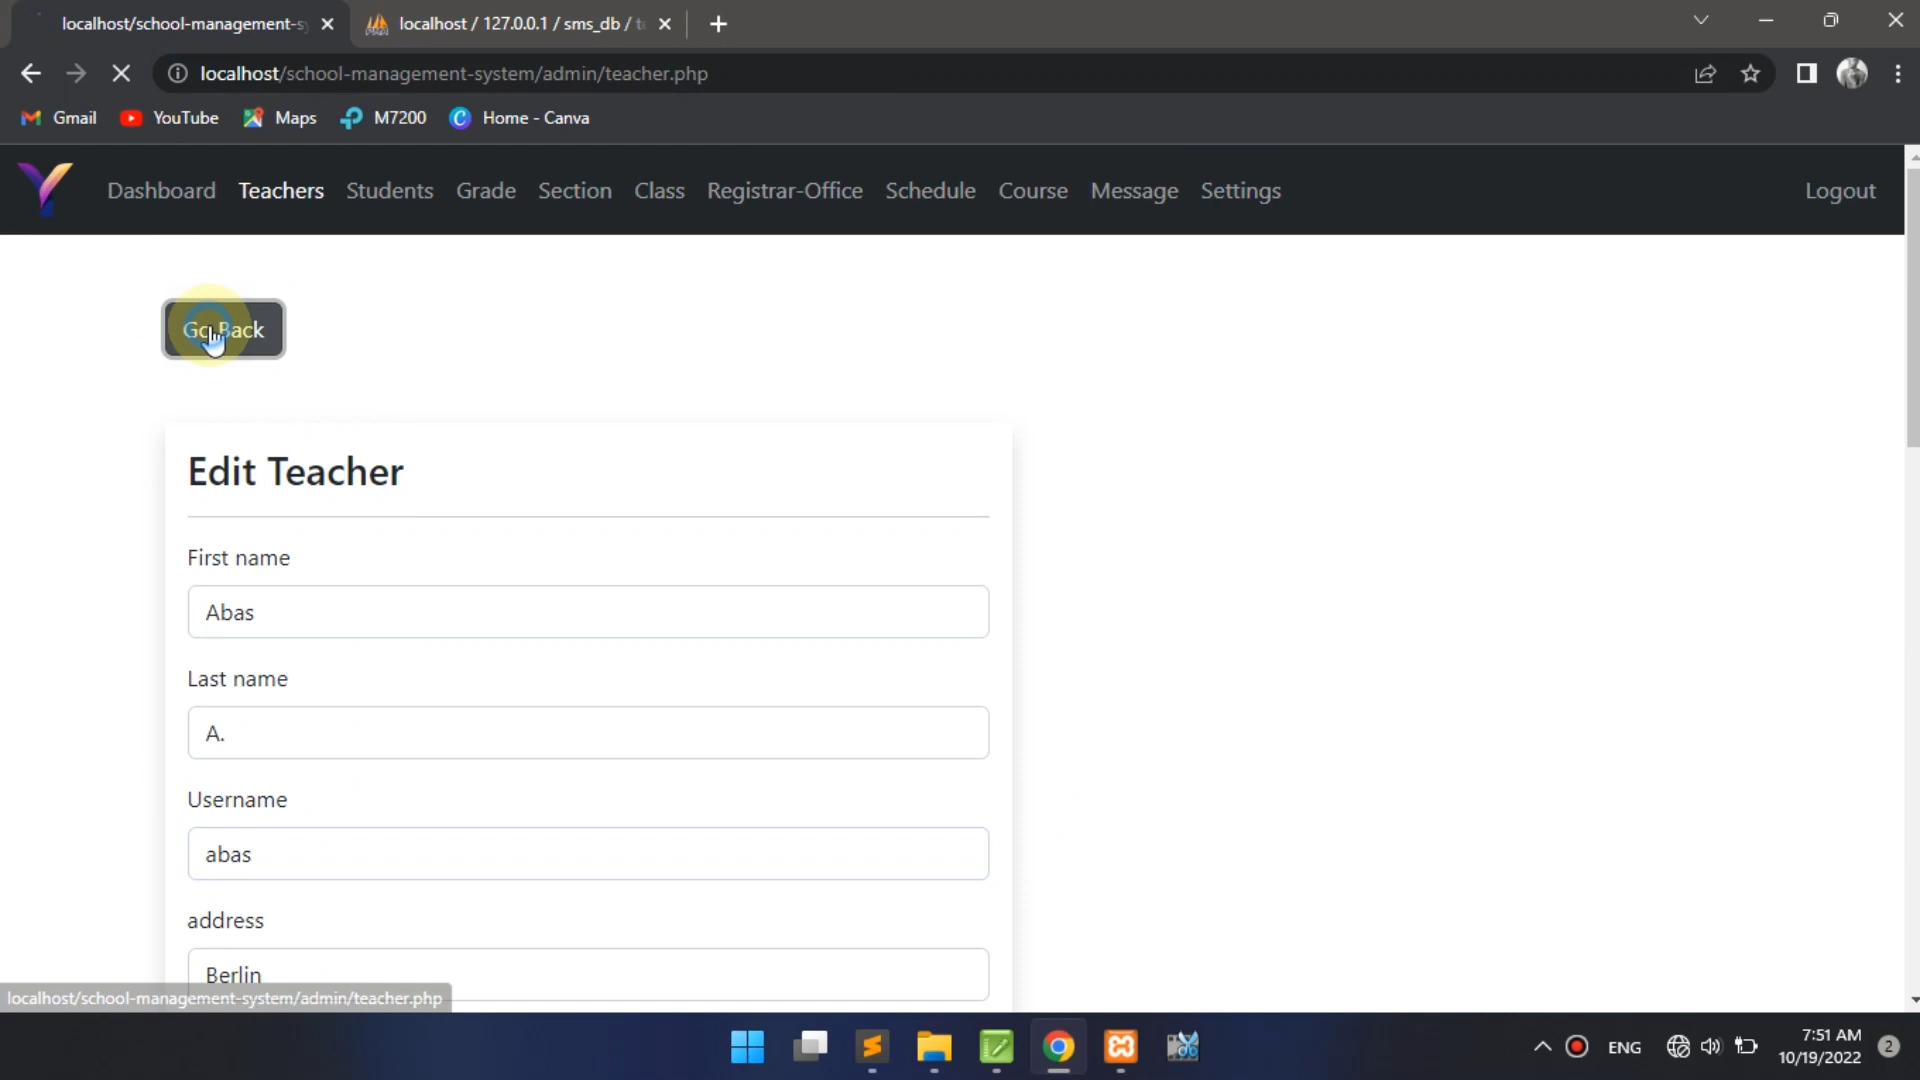 localhost/school-management-s
localhost / 127.0.0.1 / sms_db / t
localhost/school-management-system/admin/teacher.php
Gmail YouTube Maps M7200 Home - Canva
Dashboard Teachers Students Grade Section Class Registrar-Office Schedule Course Message Settings Logout
Go Back
Edit Teacher
First name
Abas
Last name
A.
Username
abas
address
Berlin
localhost/school-management-system/admin/teacher.php
ENG
7:51 AM
10/19/2022
2